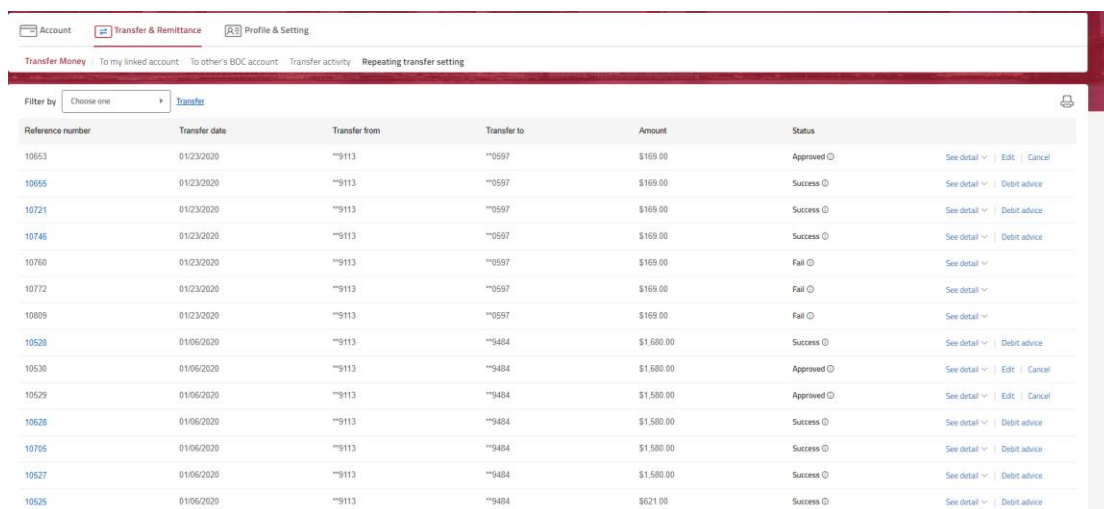 Account Transfer & Remittance Profile & Setting
Transfer Money To my linked account To other's BOC account Transfer activity Repeating transfer setting
Filter by Choose one Transfer
Reference number Transfer date Transfer from Transfer to Amount Status
10653 01/23/2020 **9113 **0597 $169.00 Approved See detail | Edit | Cancel
10655 01/23/2020 **9113 **0597 $169.00 Success See detail | Debit advice
10721 01/23/2020 **9113 **0597 $169.00 Success See detail | Debit advice
10746 01/23/2020 **9113 **0597 $169.00 Success See detail | Debit advice
10760 01/23/2020 **9113 **0597 $169.00 Fail See detail
10772 01/23/2020 **9113 **0597 $169.00 Fail See detail
10809 01/23/2020 **9113 **0597 $169.00 Fail See detail
10528 01/06/2020 **9113 **9484 $1,680.00 Success See detail | Debit advice
10530 01/06/2020 **9113 **9484 $1,680.00 Approved See detail | Edit | Cancel
10529 01/06/2020 **9113 **9484 $1,580.00 Approved See detail | Edit | Cancel
10628 01/06/2020 **9113 **9484 $1,580.00 Success See detail | Debit advice
10705 01/06/2020 **9113 **9484 $1,580.00 Success See detail | Debit advice
10527 01/06/2020 **9113 **9484 $1,580.00 Success See detail | Debit advice
10525 01/06/2020 **9113 **9484 $621.00 Success See detail | Debit advice